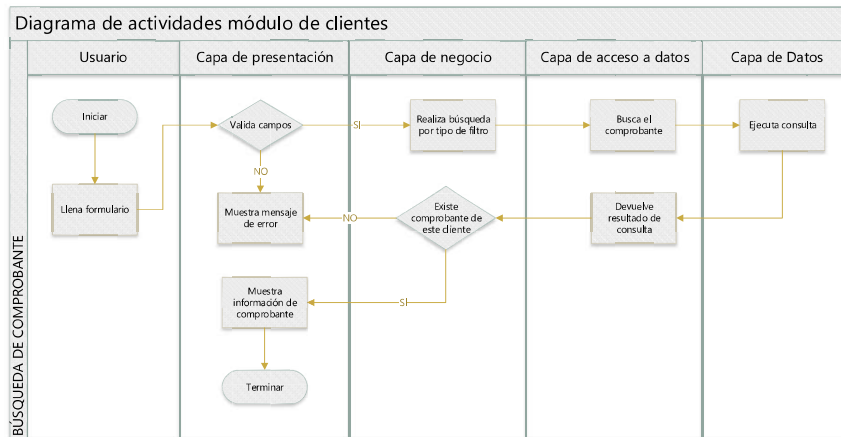 Diagrama de actividades módulo de clientes
Usuario
Capa de presentación
Capa de negocio
Capa de acceso a datos
Capa de Datos
BÚSQUEDA DE COMPROBANTE
Iniciar
Valida campos
SI
Realiza búsqueda
por tipo de filtro
Busca el
comprobante
Ejecuta consulta
NO
Llena formulario
Muestra mensaje
de error
NO
Existe
comprobante de
este cliente
Devuelve
resultado de
consulta
Muestra
información de
comprobante
SI
Terminar